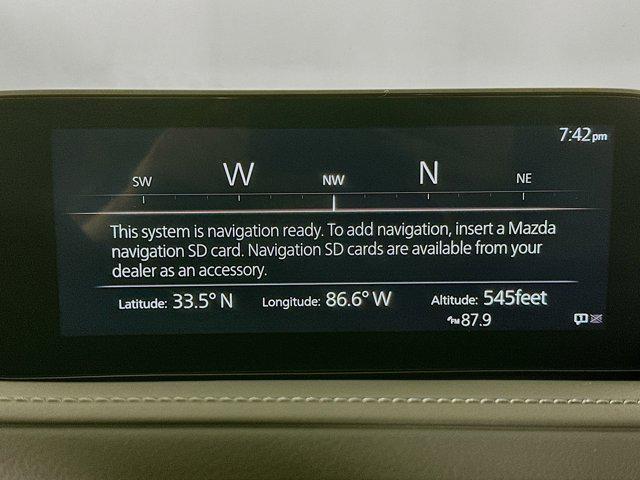 7:42pm
SW W NW N NE
This system is navigation ready. To add navigation, insert a Mazda
navigation SD card. Navigation SD cards are available from your
dealer as an accessory.
Latitude: 33.5° N Longitude: 86.6° W Altitude: 545feet
FM 87.9